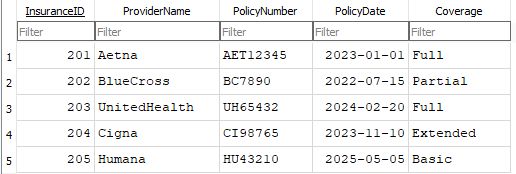 InsuranceID ProviderName PolicyNumber PolicyDate Coverage
Filter Filter Filter Filter Filter
1 201 Aetna AET12345 2023-01-01 Full
2 202 BlueCross BC7890 2022-07-15 Partial
3 203 UnitedHealth UH65432 2024-02-20 Full
4 204 Cigna CI98765 2023-11-10 Extended
5 205 Humana HU43210 2025-05-05 Basic